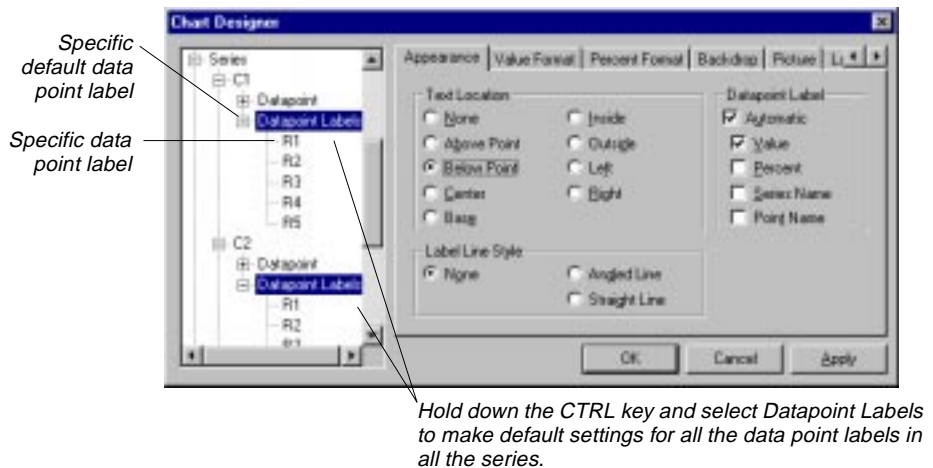 Chart Designer
Specific
default data
point label
Specific data
point label
Series
C1
Datapoint
Datapoint Labels
R1
R2
R3
R4
R5
C2
Datapoint
Datapoint Labels
R1
R2
R3
Appearance Value Format Percent Format Backdrop Picture
Text Location
None Inside
Above Point Outside
Below Point Left
Center Right
Base
Datapoint Label
Automatic
Value
Percent
Series Name
Point Name
Label Line Style
None Angled Line
Straight Line
OK Cancel Apply
Hold down the CTRL key and select Datapoint Labels
to make default settings for all the data point labels in
all the series.